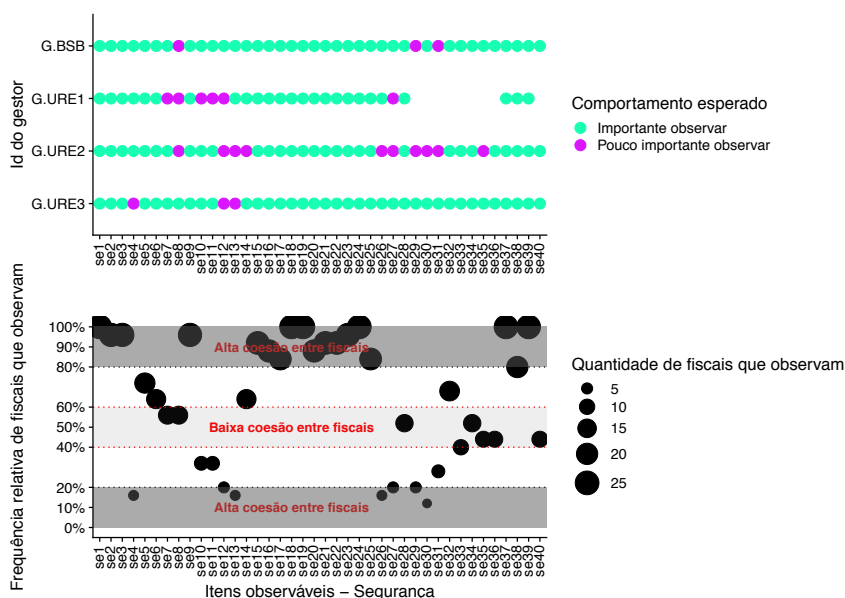 Id do gestor
G.BSB
G.URE1
G.URE2
G.URE3
se1 se2 se3 se4 se5 se6 se7 se8 se9 se10 se11 se12 se13 se14 se15 se16 se17 se18 se19 se20 se21 se22 se23 se24 se25 se26 se27 se28 se29 se30 se31 se32 se33 se34 se35 se36 se37 se38 se39 se40
Comportamento esperado
Importante observar
Pouco importante observar
Frequência relativa de fiscais que observam
100%
90%
80%
60%
50%
40%
20%
10%
0%
Alta coesão entre fiscais
Baixa coesão entre fiscais
Alta coesão entre fiscais
se1 se2 se3 se4 se5 se6 se7 se8 se9 se10 se11 se12 se13 se14 se15 se16 se17 se18 se19 se20 se21 se22 se23 se24 se25 se26 se27 se28 se29 se30 se31 se32 se33 se34 se35 se36 se37 se38 se39 se40
Itens observáveis − Segurança
Quantidade de fiscais que observam
5
10
15
20
25